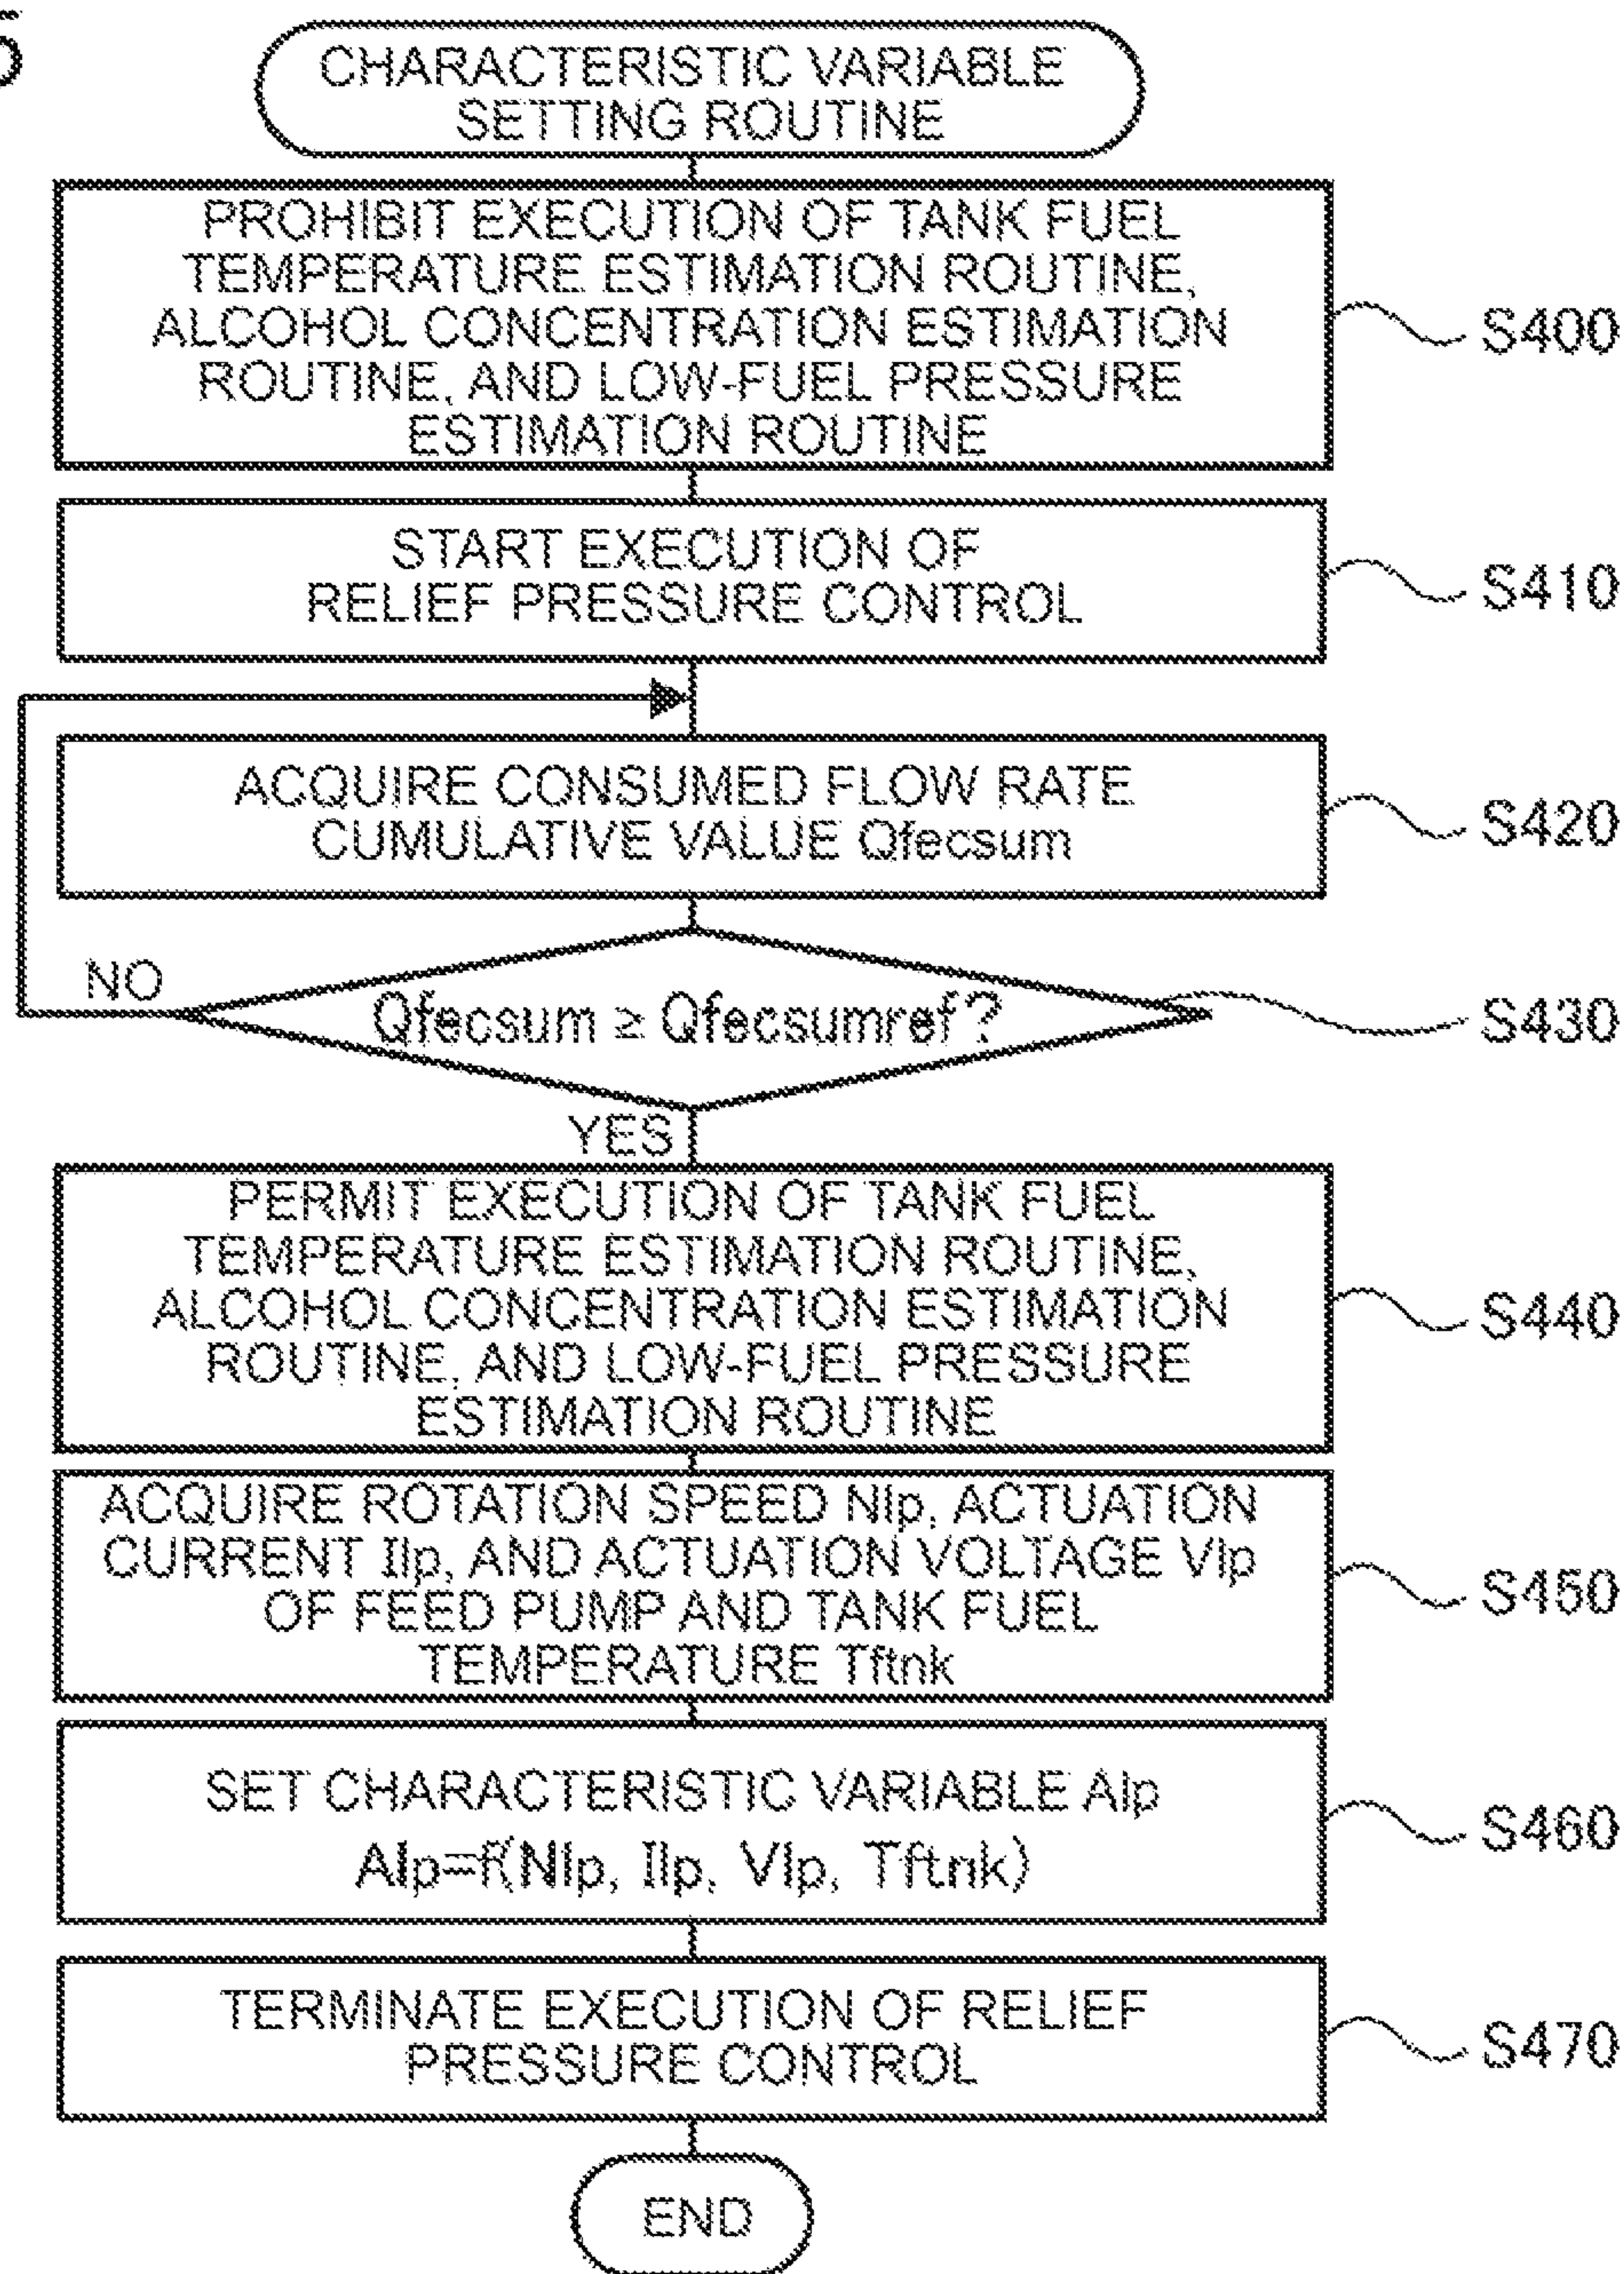 CHARACTERISTIC VARIABLE
SETTING ROUTINE
PROHIBIT EXECUTION OF TANK FUEL
TEMPERATURE ESTIMATION ROUTINE,
ALCOHOL CONCENTRATION ESTIMATION
ROUTINE, AND LOW-FUEL PRESSURE
ESTIMATION ROUTINE
S400
START EXECUTION OF
RELIEF PRESSURE CONTROL
S410
ACQUIRE CONSUMED FLOW RATE
CUMULATIVE VALUE Qfecsum
S420
NO
Qfecsum ≥ Qfecsumref?
S430
YES
PERMIT EXECUTION OF TANK FUEL
TEMPERATURE ESTIMATION ROUTINE,
ALCOHOL CONCENTRATION ESTIMATION
ROUTINE, AND LOW-FUEL PRESSURE
ESTIMATION ROUTINE
S440
ACQUIRE ROTATION SPEED Nlp, ACTUATION
CURRENT Ilp, AND ACTUATION VOLTAGE Vlp
OF FEED PUMP AND TANK FUEL
TEMPERATURE Tftnk
S450
SET CHARACTERISTIC VARIABLE Alp
Alp=f(Nlp, Ilp, Vlp, Tftnk)
S460
TERMINATE EXECUTION OF RELIEF
PRESSURE CONTROL
S470
END